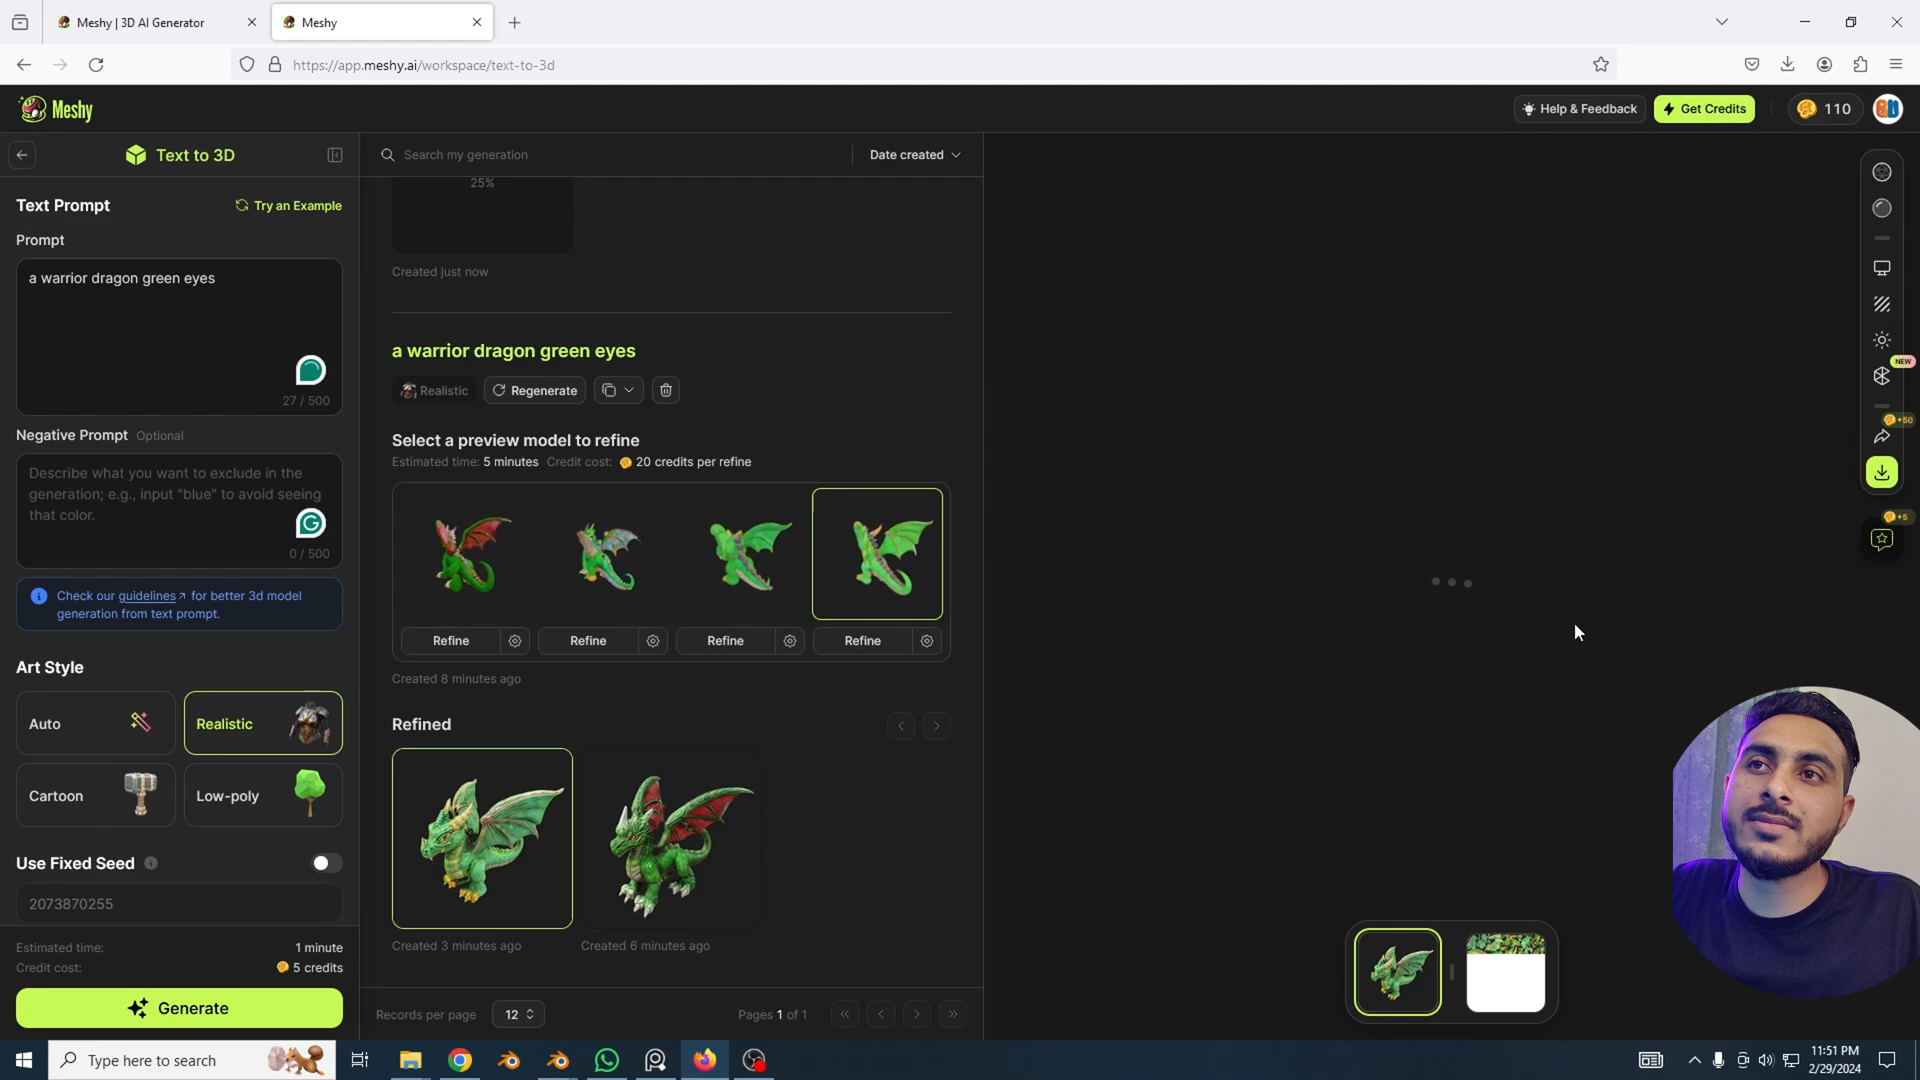 Meshy | 3D AI Generator
Meshy
https://app.meshy.ai/workspace/text-to-3d
Meshy
Help & Feedback
Get Credits
110
Text to 3D
Search my generation
Date created
25%
Text Prompt
Try an Example
Prompt
a warrior dragon green eyes
27 / 500
Created just now
a warrior dragon green eyes
Realistic
Regenerate
NEW
+50
+5
Negative Prompt Optional
Describe what you want to exclude in the
generation; e.g., input "blue" to avoid seeing
that color.
0 / 500
Select a preview model to refine
Estimated time: 5 minutes Credit cost: 20 credits per refine
Refine
Refine
Refine
Refine
Created 8 minutes ago
Check our guidelines for better 3d model
generation from text prompt.
Art Style
Auto
Realistic
Cartoon
Low-poly
Refined
Created 3 minutes ago
Created 6 minutes ago
Use Fixed Seed
2073870255
Estimated time: 1 minute
Credit cost: 5 credits
Generate
Records per page
12
Pages 1 of 1
Type here to search
11:51 PM
2/29/2024